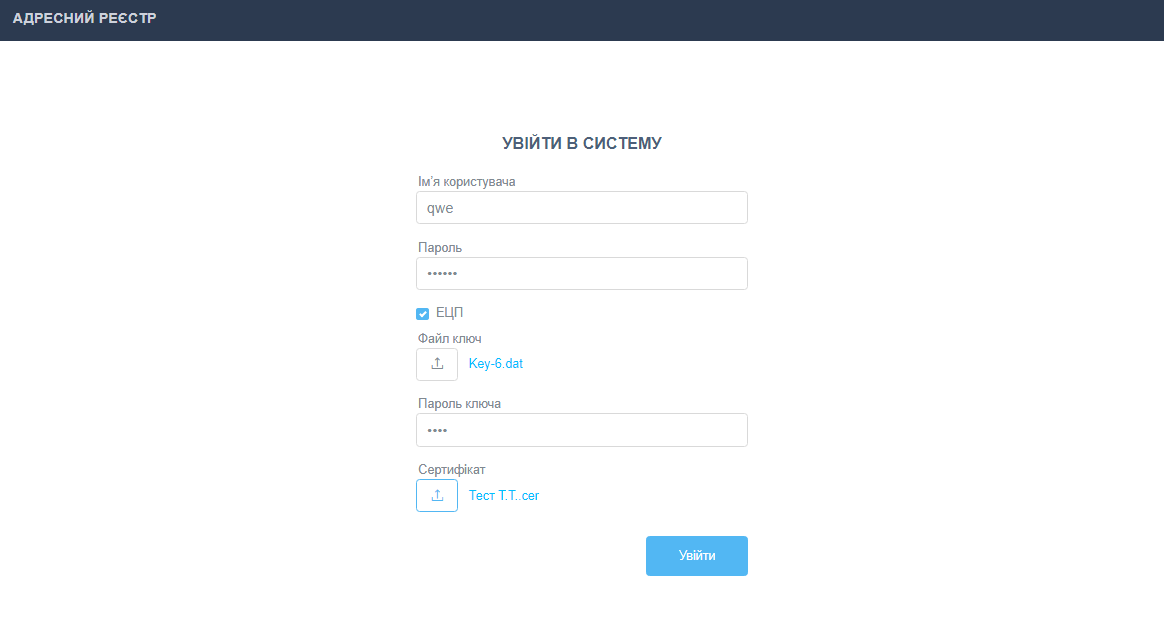 АДРЕСНИЙ РЕЄСТР
УВІЙТИ В СИСТЕМУ
Ім'я користувача
qwe
Пароль
••••••
ЕЦП
Файл ключ
Key-6.dat
Пароль ключа
••••
Сертифікат
Тест Т.Т..cer
Увійти